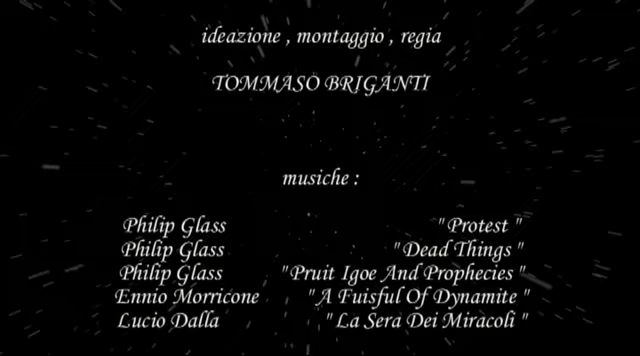 ideazione , montaggio , regia
TOMMASO BRIGANTI
musiche :
Philip Glass " Protest "
Philip Glass " Dead Things "
Philip Glass " Pruit Igoe And Prophecies "
Ennio Morricone " A Fuisful Of Dynamite "
Lucio Dalla " La Sera Dei Miracoli "